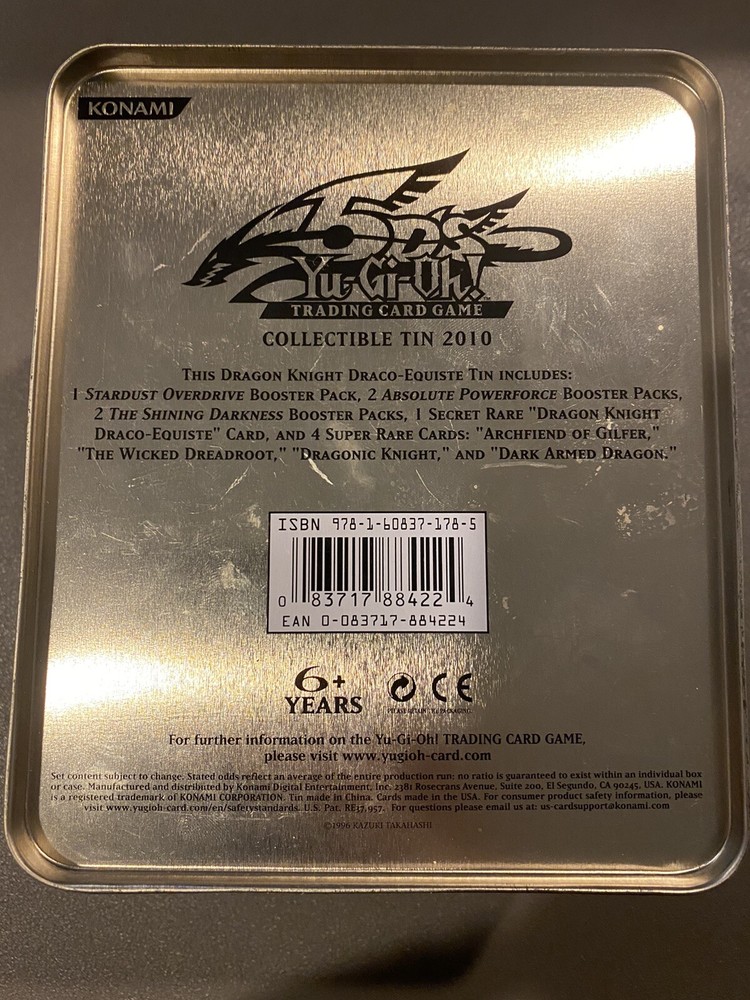 KONAMI
5D's
Yu-Gi-Oh!
TRADING CARD GAME
COLLECTIBLE TIN 2010
THIS DRAGON KNIGHT DRACO-EQUISTE TIN INCLUDES:
1 STARDUST OVERDRIVE BOOSTER PACK, 2 ABSOLUTE POWERFORCE BOOSTER PACKS,
2 THE SHINING DARKNESS BOOSTER PACKS, 1 SECRET RARE "DRAGON KNIGHT
DRACO-EQUISTE" CARD, AND 4 SUPER RARE CARDS: "ARCHFIEND OF GILFER,"
"THE WICKED DREADROOT," "DRAGONIC KNIGHT," AND "DARK ARMED DRAGON."
ISBN 978-1-60837-178-5
0 83717 88422 4
EAN 0-083717-884224
6+
YEARS
CE
PLEASE RETAIN PACKAGING.
For further information on the Yu-Gi-Oh! TRADING CARD GAME,
please visit www.yugioh-card.com
Set content subject to change. Stated odds reflect an average of the entire production run: no ratio is guaranteed to exist within an individual box
or case. Manufactured and distributed by Konami Digital Entertainment, Inc. 2381 Rosecrans Avenue, Suite 200, El Segundo, CA 90245, USA. KONAMI
is a registered trademark of KONAMI CORPORATION. Tin made in China. Cards made in the USA. For consumer product safety information, please
visit www.yugioh-card.com/en/safetystandards. U.S. Pat. RE37,957. For questions please email us at: us-cardsupport@konami.com
©1996 KAZUKI TAKAHASHI